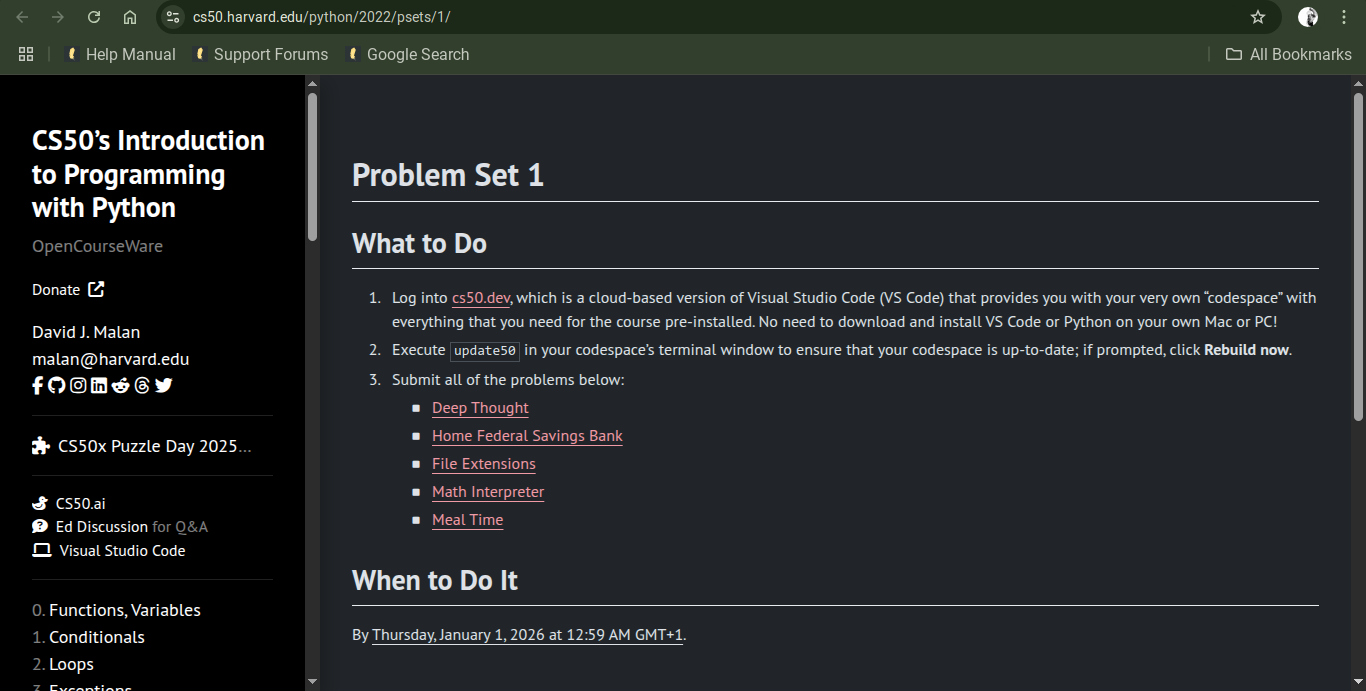 cs50.harvard.edu/python/2022/psets/1/
Help Manual
Support Forums
Google Search
All Bookmarks
CS50’s Introduction
to Programming
with Python
OpenCourseWare
Donate
David J. Malan
malan@harvard.edu
CS50x Puzzle Day 2025…
CS50.ai
Ed Discussion for Q&A
Visual Studio Code
0. Functions, Variables
1. Conditionals
2. Loops
3. Exceptions
Problem Set 1
What to Do
1. Log into cs50.dev, which is a cloud-based version of Visual Studio Code (VS Code) that provides you with your very own “codespace” with
everything that you need for the course pre-installed. No need to download and install VS Code or Python on your own Mac or PC!
2. Execute update50 in your codespace’s terminal window to ensure that your codespace is up-to-date; if prompted, click Rebuild now.
3. Submit all of the problems below:
Deep Thought
Home Federal Savings Bank
File Extensions
Math Interpreter
Meal Time
When to Do It
By Thursday, January 1, 2026 at 12:59 AM GMT+1.